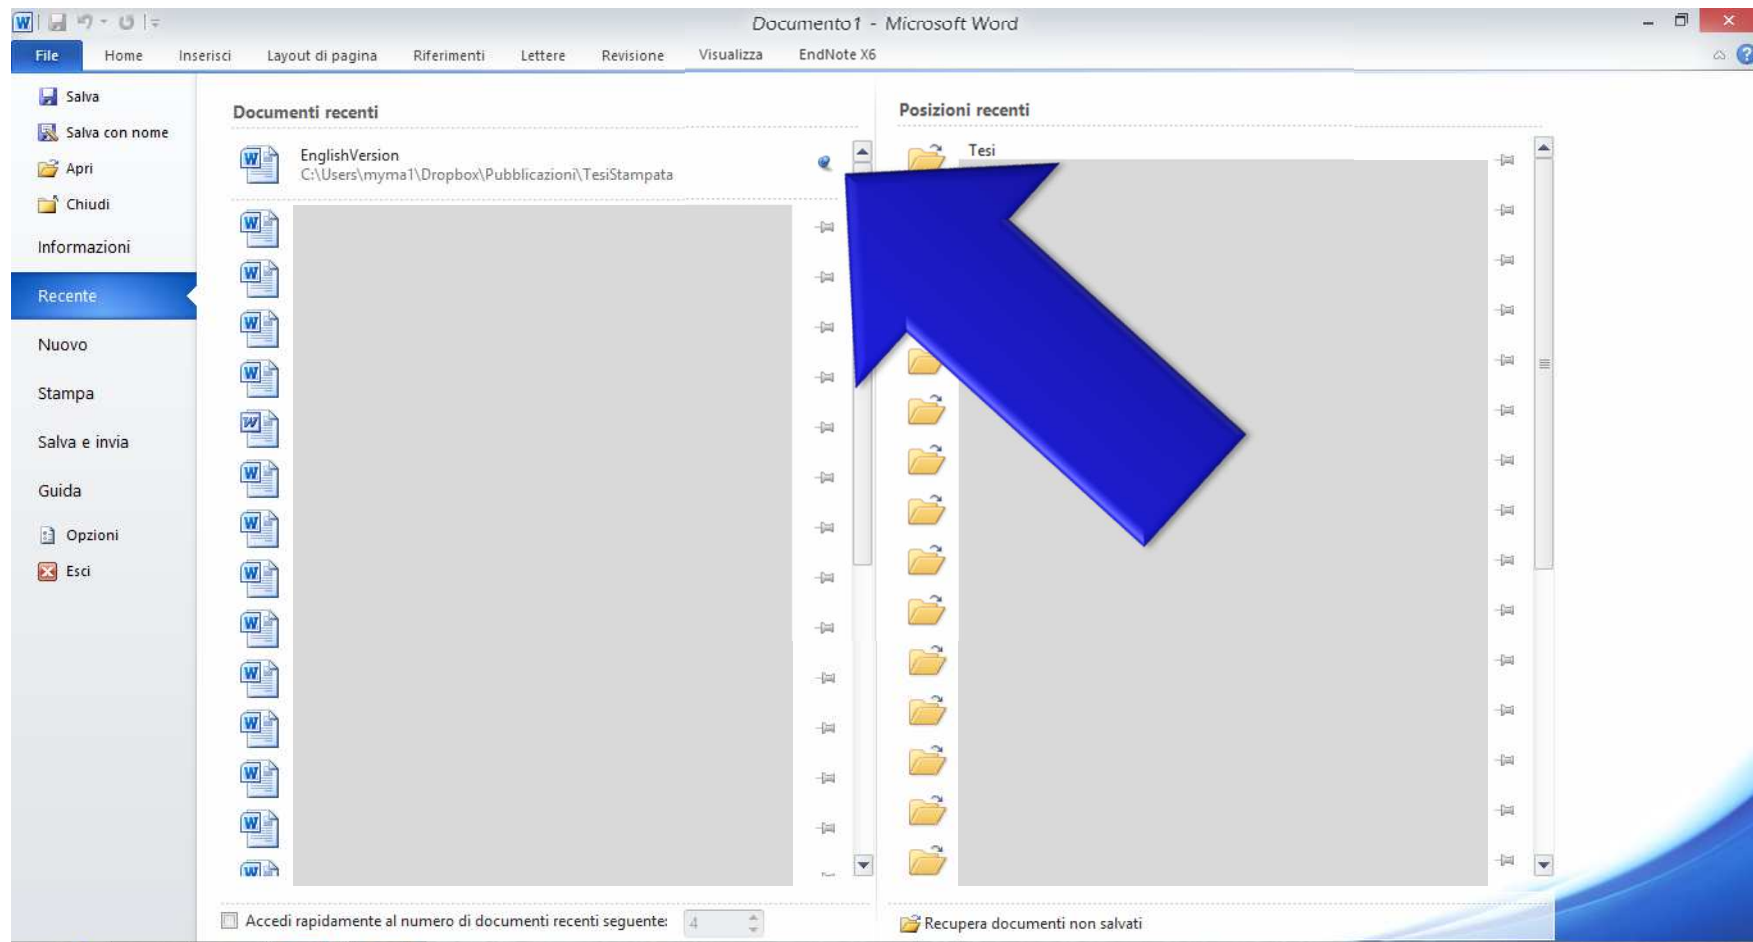 Documento1 - Microsoft Word
File Home Inserisci Layout di pagina Riferimenti Lettere Revisione Visualizza EndNote X6
Salva
Salva con nome
Apri
Chiudi
Informazioni
Recente
Nuovo
Stampa
Salva e invia
Guida
Opzioni
Esci
Documenti recenti
EnglishVersion
C:\Users\myma1\Dropbox\Pubblicazioni\TesiStampata
Accedi rapidamente al numero di documenti recenti seguente: 4
Posizioni recenti
Tesi
Recupera documenti non salvati